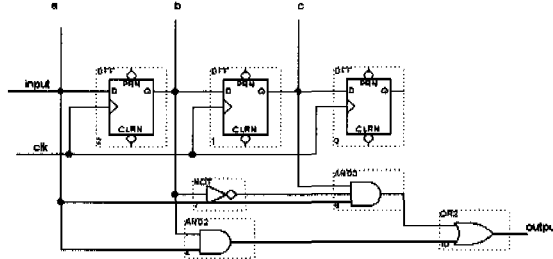 a b c
DFF DFF DFF
PRN PRN PRN
input D Q D Q D Q
CLRN CLRN CLRN
clk
NOT AND3
AND2 OR2
output